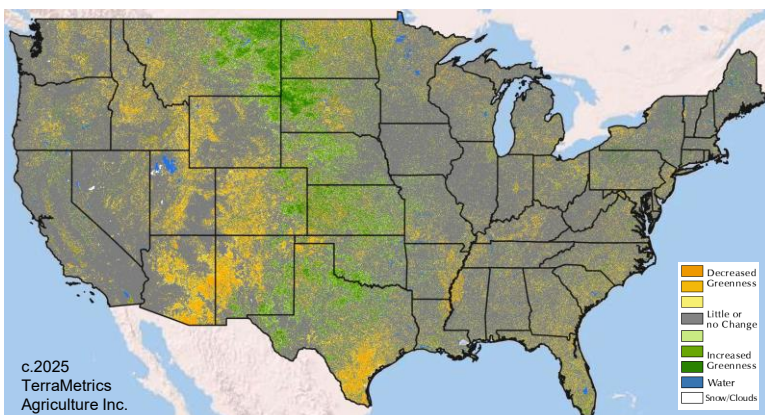 Decreased
Greenness
Little or
no Change
Increased
Greenness
Water
Snow/Clouds
c.2025
TerraMetrics
Agriculture Inc.